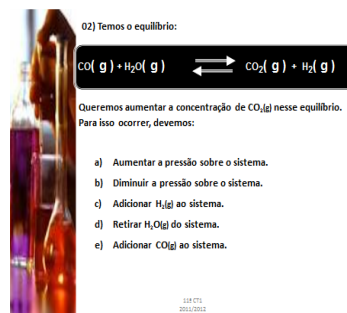 02) Temos o equilíbrio:
CO( g ) + H₂O( g ) ⇌ CO₂( g ) + H₂( g )
Queremos aumentar a concentração de CO₂(g) nesse equilíbrio.
Para isso ocorrer, devemos:
a) Aumentar a pressão sobre o sistema.
b) Diminuir a pressão sobre o sistema.
c) Adicionar H₂(g) ao sistema.
d) Retirar H₂O(g) do sistema.
e) Adicionar CO(g) ao sistema.
11º CT1
2011/2012